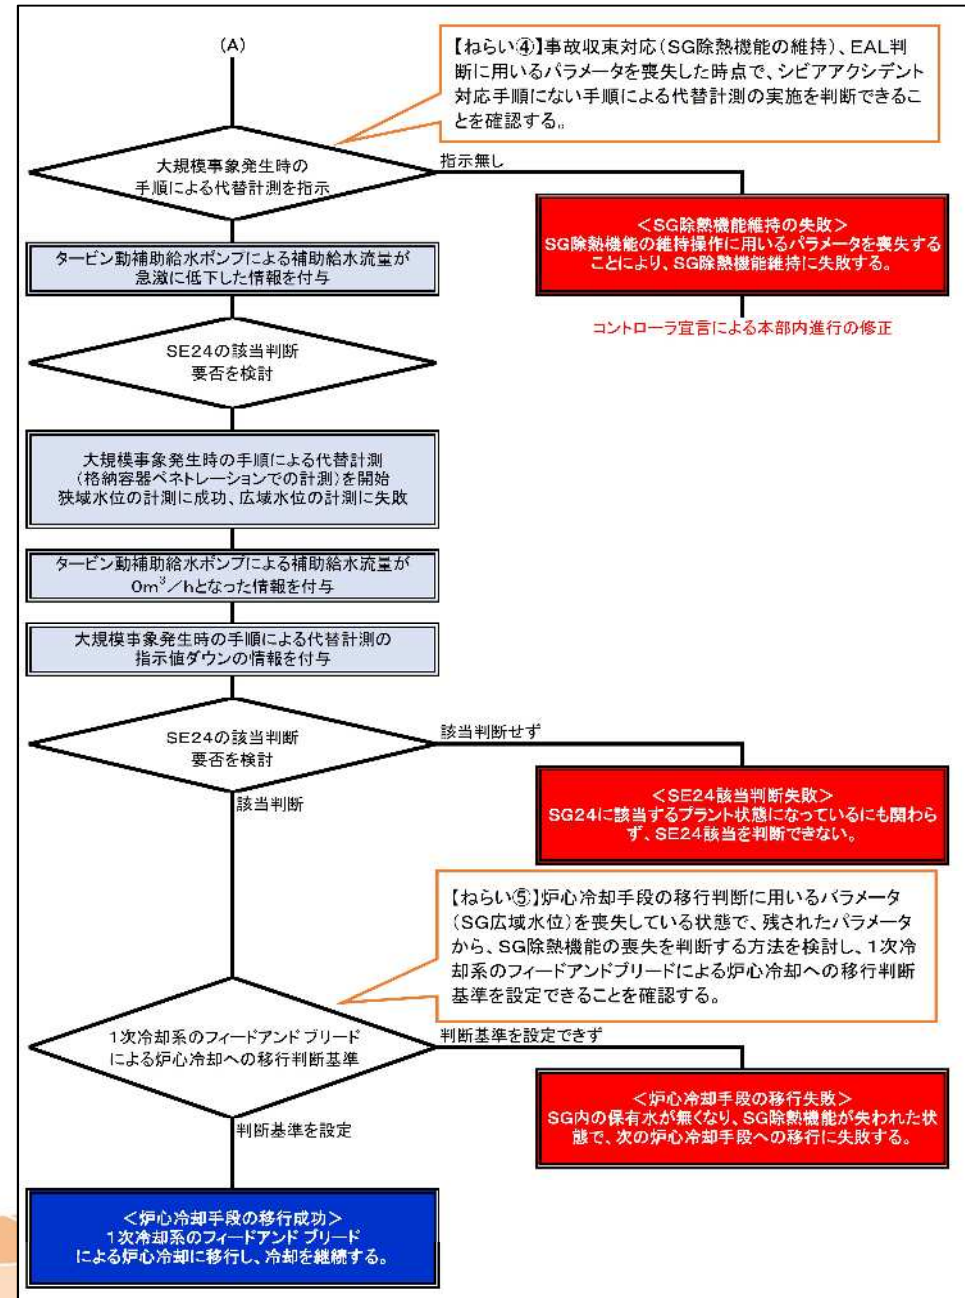 (A)
【ねらい④】事故収束対応(SG除熱機能の維持)、EAL判
断に用いるパラメータを喪失した時点で、シビアアクシデント
対応手順にない手順による代替計測の実施を判断できるこ
とを確認する。
大規模事象発生時の
手順による代替計測を指示
指示無し
＜SG除熱機能維持の失敗＞
SG除熱機能の維持操作に用いるパラメータを喪失する
ことにより、SG除熱機能維持に失敗する。
コントローラ宣言による本部内進行の修正
タービン動補助給水ポンプによる補助給水流量が
急激に低下した情報を付与
SE24の該当判断
要否を検討
大規模事象発生時の手順による代替計測
(格納容器ペネトレーションでの計測)を開始
狭域水位の計測に成功、広域水位の計測に失敗
タービン動補助給水ポンプによる補助給水流量が
0m³／hとなった情報を付与
大規模事象発生時の手順による代替計測の
指示値ダウンの情報を付与
SE24の該当判断
要否を検討
該当判断せず
＜SE24該当判断失敗＞
SG24に該当するプラント状態になっているにも関わら
ず、SE24該当を判断できない。
該当判断
【ねらい⑤】炉心冷却手段の移行判断に用いるパラメータ
(SG広域水位)を喪失している状態で、残されたパラメータ
から、SG除熱機能の喪失を判断する方法を検討し、1次冷
却系のフィードアンドブリードによる炉心冷却への移行判断
基準を設定できることを確認する。
1次冷却系のフィードアンドブリード
による炉心冷却への移行判断基準
判断基準を設定できず
＜炉心冷却手段の移行失敗＞
SG内の保有水が無くなり、SG除熱機能が失われた状
態で、次の炉心冷却手段への移行に失敗する。
判断基準を設定
＜炉心冷却手段の移行成功＞
1次冷却系のフィードアンドブリード
による炉心冷却に移行し、冷却を継続する。